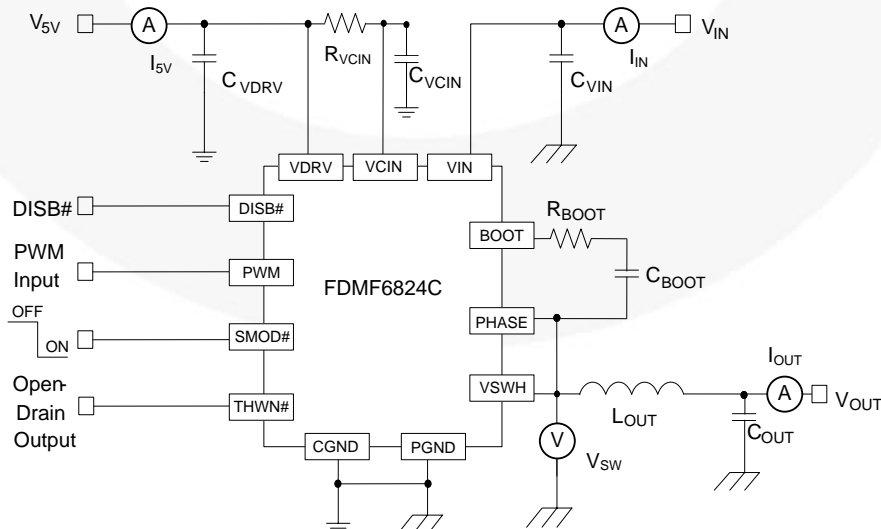 V5V
A
I5V
CVDRV
RVCIN
CVCIN
CVIN
A
IIN
VIN
VDRV
VCIN
VIN
DISB#
DISB#
PWM
Input
PWM
OFF
ON
SMOD#
Open-
Drain
Output
THWN#
FDMF6824C
BOOT
RBOOT
CBOOT
PHASE
VSWH
LOUT
IOUT
A
VOUT
COUT
V
VSW
CGND
PGND